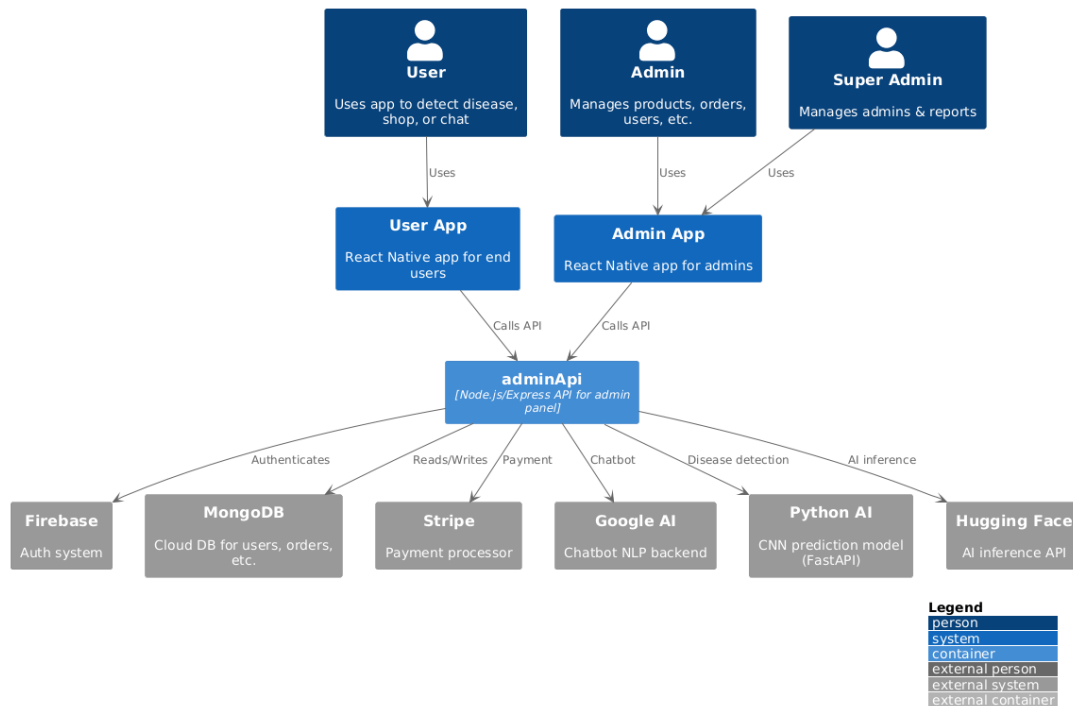 User
Uses app to detect disease,
shop, or chat
Admin
Manages products, orders,
users, etc.
Super Admin
Manages admins & reports
Uses
Uses
Uses
User App
React Native app for end
users
Admin App
React Native app for admins
Calls API
Calls API
adminApi
[Node.js/Express API for admin
panel]
Authenticates
Reads/Writes
Payment
Chatbot
Disease detection
AI inference
Firebase
Auth system
MongoDB
Cloud DB for users, orders,
etc.
Stripe
Payment processor
Google AI
Chatbot NLP backend
Python AI
CNN prediction model
(FastAPI)
Hugging Face
AI inference API
Legend
person
system
container
external person
external system
external container